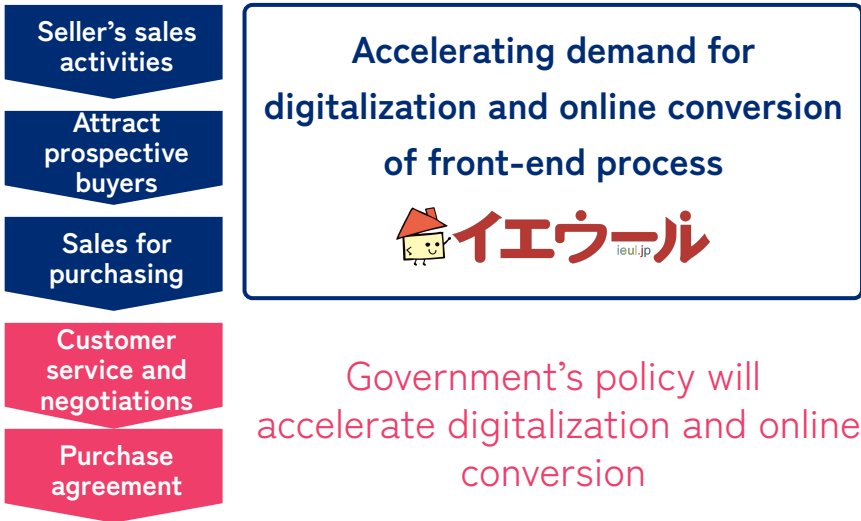 Seller's sales
activities
Attract
prospective
buyers
Sales for
purchasing
Customer
service and
negotiations
Purchase
agreement
Accelerating demand for
digitalization and online conversion
of front-end process
イエウール
ieul.jp
Government's policy will
accelerate digitalization and online
conversion